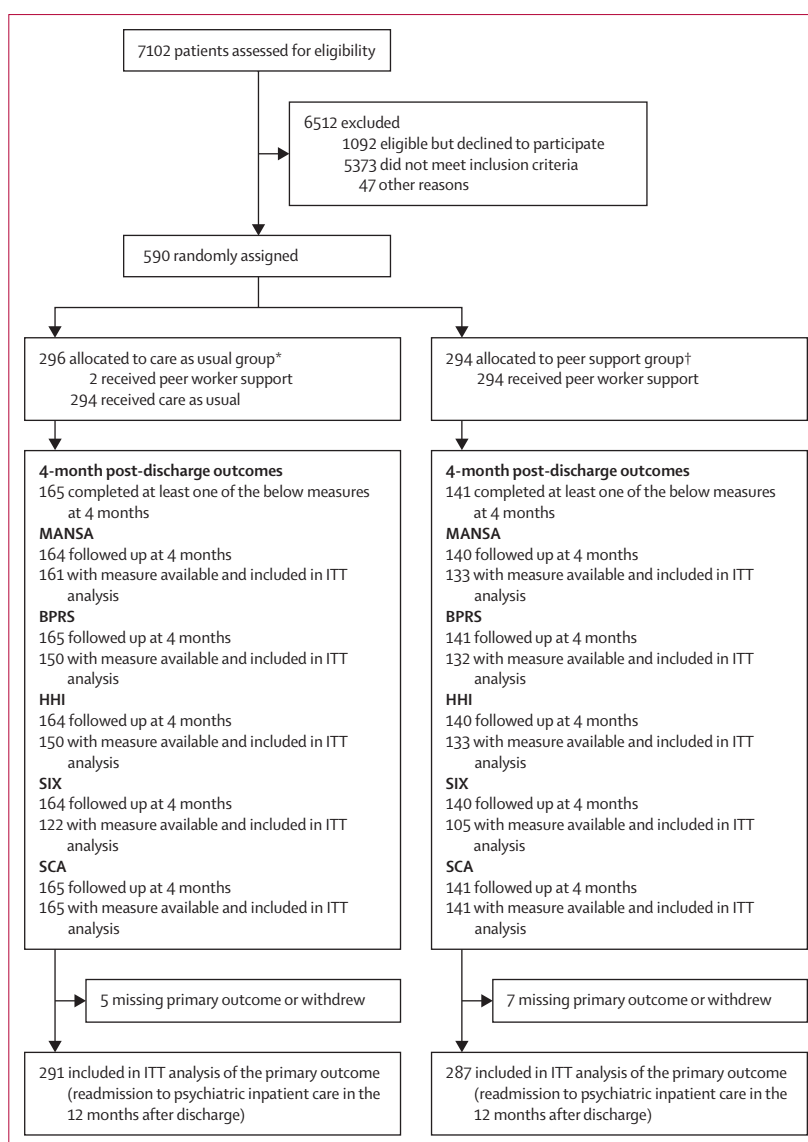 7102 patients assessed for eligibility
6512 excluded
1092 eligible but declined to participate
5373 did not meet inclusion criteria
47 other reasons
590 randomly assigned
296 allocated to care as usual group*
2 received peer worker support
294 received care as usual
294 allocated to peer support group†
294 received peer worker support
4-month post-discharge outcomes
165 completed at least one of the below measures
at 4 months
MANSA
164 followed up at 4 months
161 with measure available and included in ITT
analysis
BPRS
165 followed up at 4 months
150 with measure available and included in ITT
analysis
HHI
164 followed up at 4 months
150 with measure available and included in ITT
analysis
SIX
164 followed up at 4 months
122 with measure available and included in ITT
analysis
SCA
165 followed up at 4 months
165 with measure available and included in ITT
analysis
4-month post-discharge outcomes
141 completed at least one of the below measures
at 4 months
MANSA
140 followed up at 4 months
133 with measure available and included in ITT
analysis
BPRS
141 followed up at 4 months
132 with measure available and included in ITT
analysis
HHI
140 followed up at 4 months
133 with measure available and included in ITT
analysis
SIX
140 followed up at 4 months
105 with measure available and included in ITT
analysis
SCA
141 followed up at 4 months
141 with measure available and included in ITT
analysis
5 missing primary outcome or withdrew
7 missing primary outcome or withdrew
291 included in ITT analysis of the primary outcome
(readmission to psychiatric inpatient care in the
12 months after discharge)
287 included in ITT analysis of the primary outcome
(readmission to psychiatric inpatient care in the
12 months after discharge)